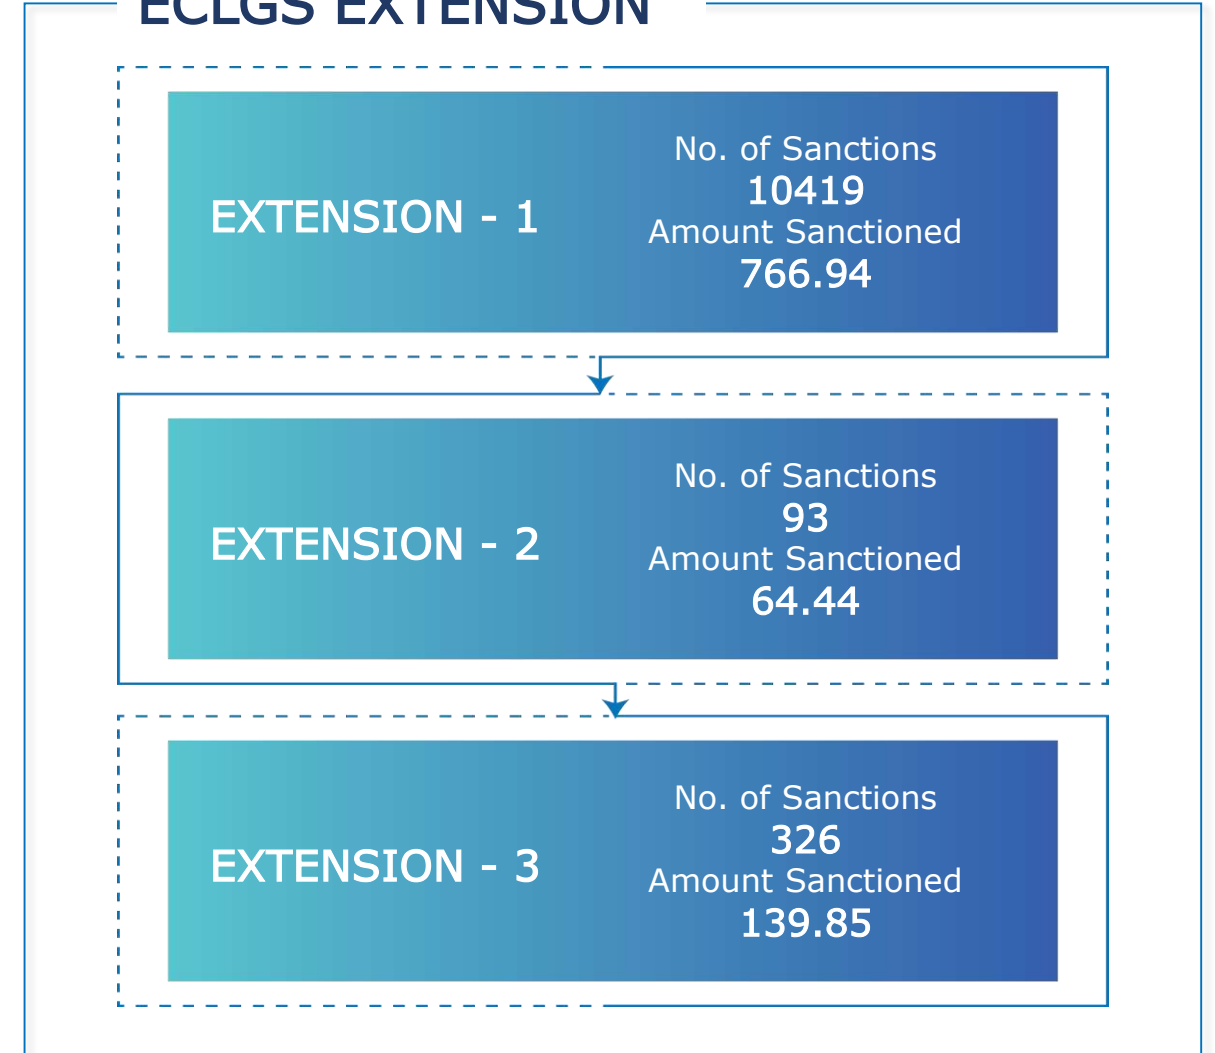 ECLGS EXTENSION
No. of Sanctions
10419
EXTENSION - 1
Amount Sanctioned
766.94
No. of Sanctions
93
EXTENSION - 2
Amount Sanctioned
64.44
No. of Sanctions
326
EXTENSION - 3
Amount Sanctioned
139.85